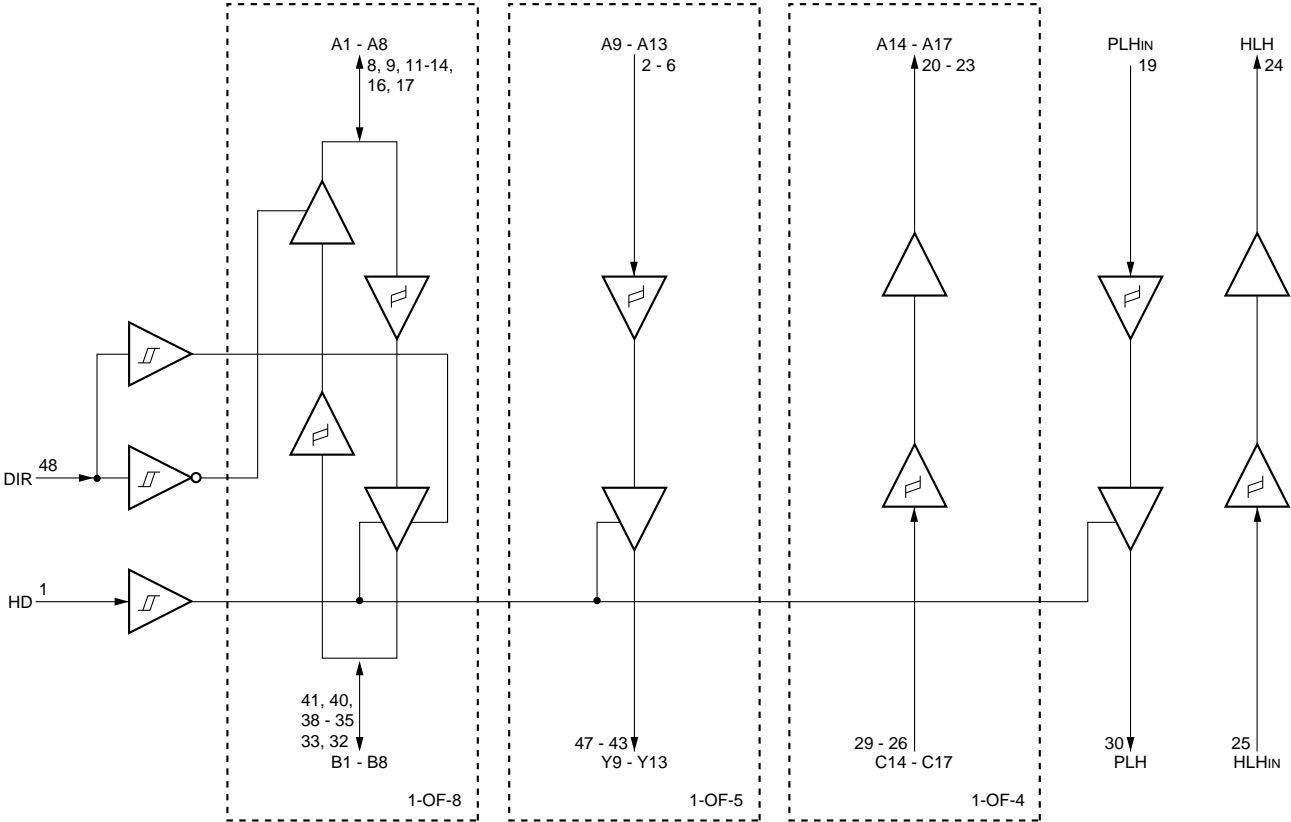 A1 - A8
8, 9, 11-14,
16, 17
A9 - A13
2 - 6
A14 - A17
20 - 23
PLHIN
19
HLH
24
DIR
48
HD
1
41, 40,
38 - 35
33, 32
B1 - B8
1-OF-8
47 - 43
Y9 - Y13
1-OF-5
29 - 26
C14 - C17
1-OF-4
30
PLH
25
HLHIN